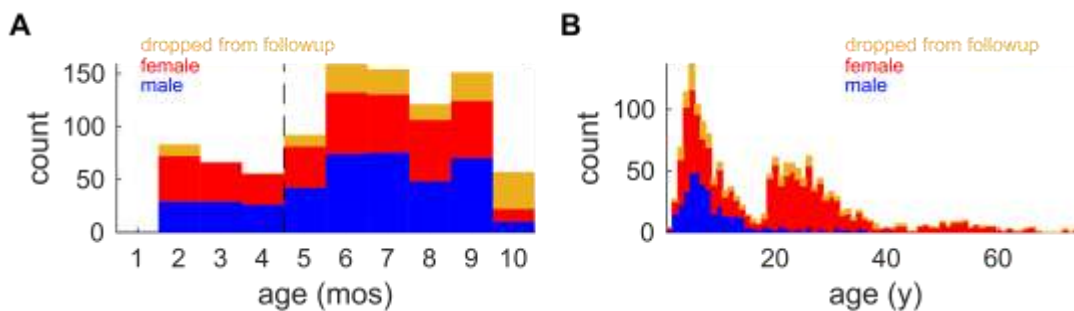 A
dropped from followup
female
male
count
150
100
50
0
1 2 3 4 5 6 7 8 9 10
age (mos)
B
dropped from followup
female
male
count
100
50
0
20 40 60
age (y)